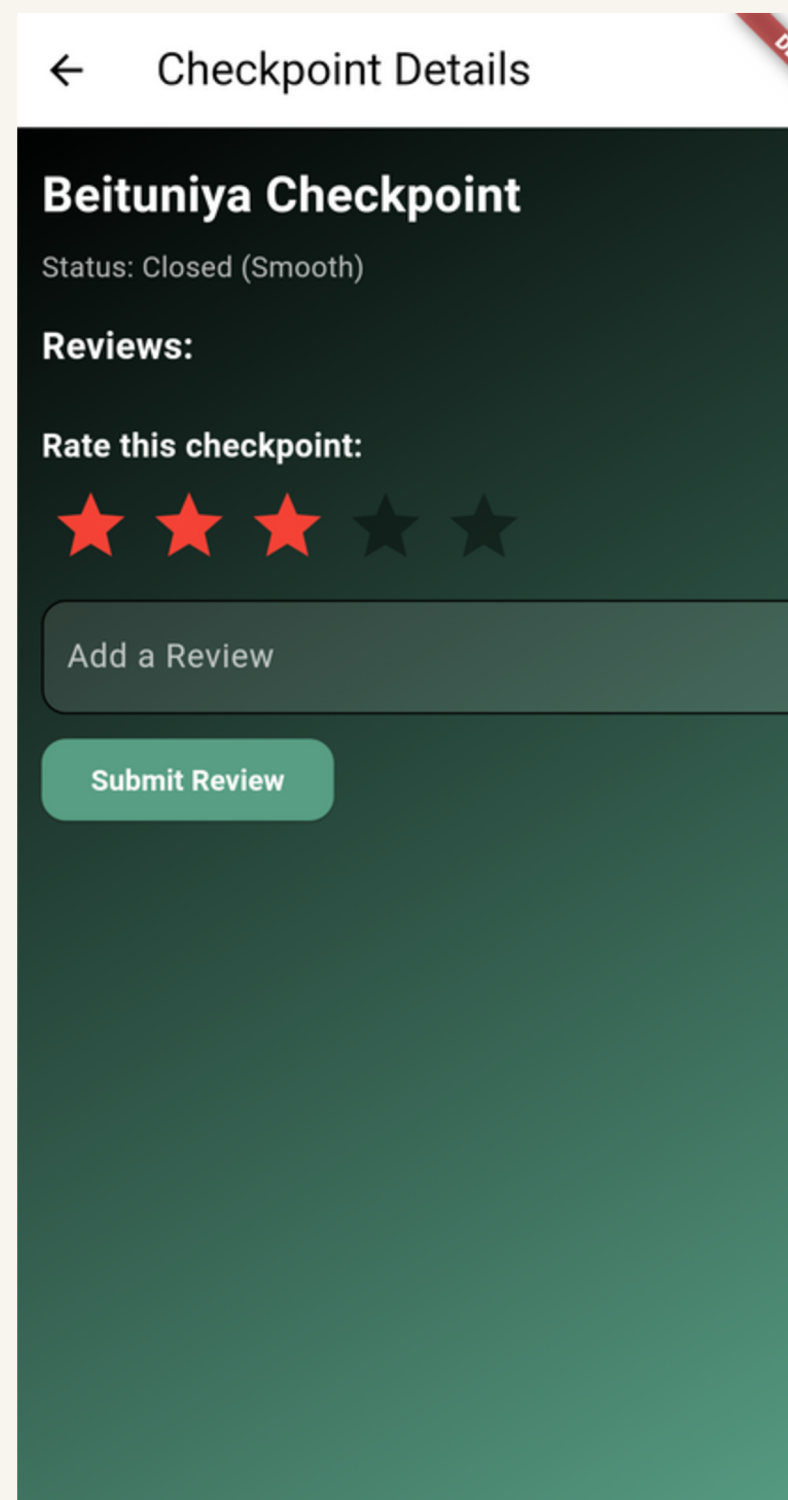 Checkpoint Details
Beituniya Checkpoint
Status: Closed (Smooth)
Reviews:
Rate this checkpoint:
Add a Review
Submit Review